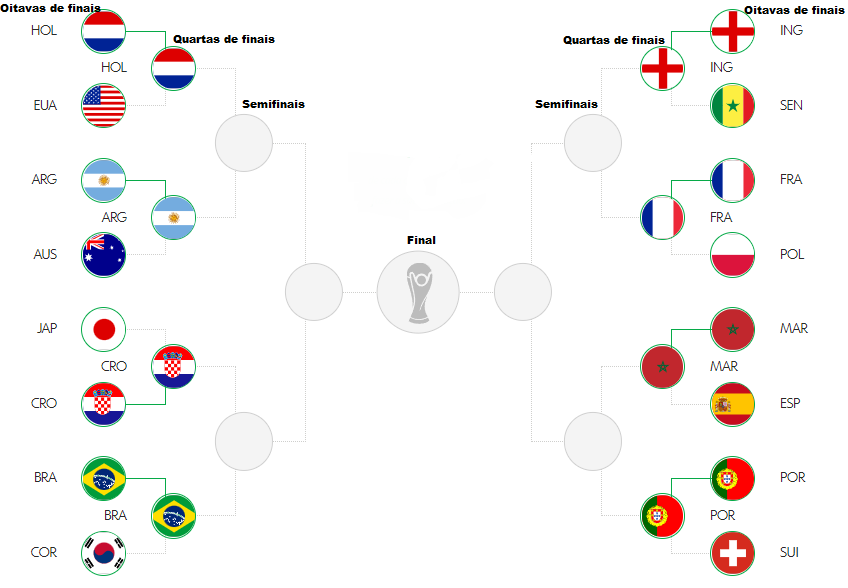 Oitavas de finais
Oitavas de finais
HOL
Quartas de finais
Quartas de finais
ING
HOL
ING
Semifinais
Semifinais
EUA
SEN
ARG
FRA
ARG
FRA
Final
AUS
POL
JAP
MAR
CRO
MAR
CRO
ESP
BRA
POR
BRA
POR
COR
SUI